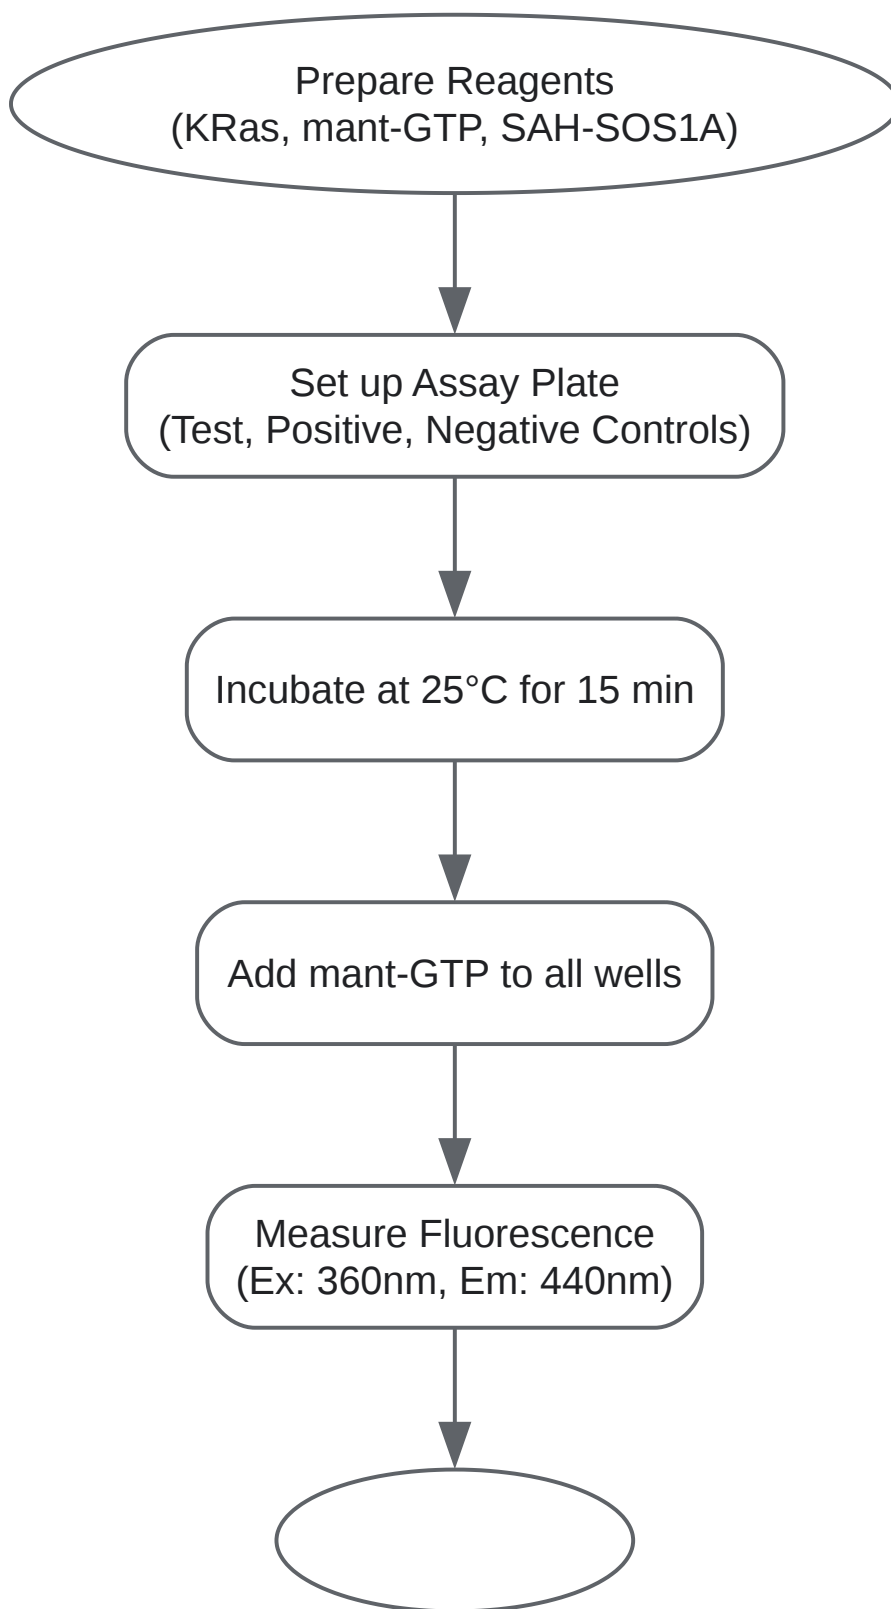 Prepare Reagents
(KRas, mant-GTP, SAH-SOS1A)
Set up Assay Plate
(Test, Positive, Negative Controls)
Incubate at 25°C for 15 min
Add mant-GTP to all wells
Measure Fluorescence
(Ex: 360nm, Em: 440nm)